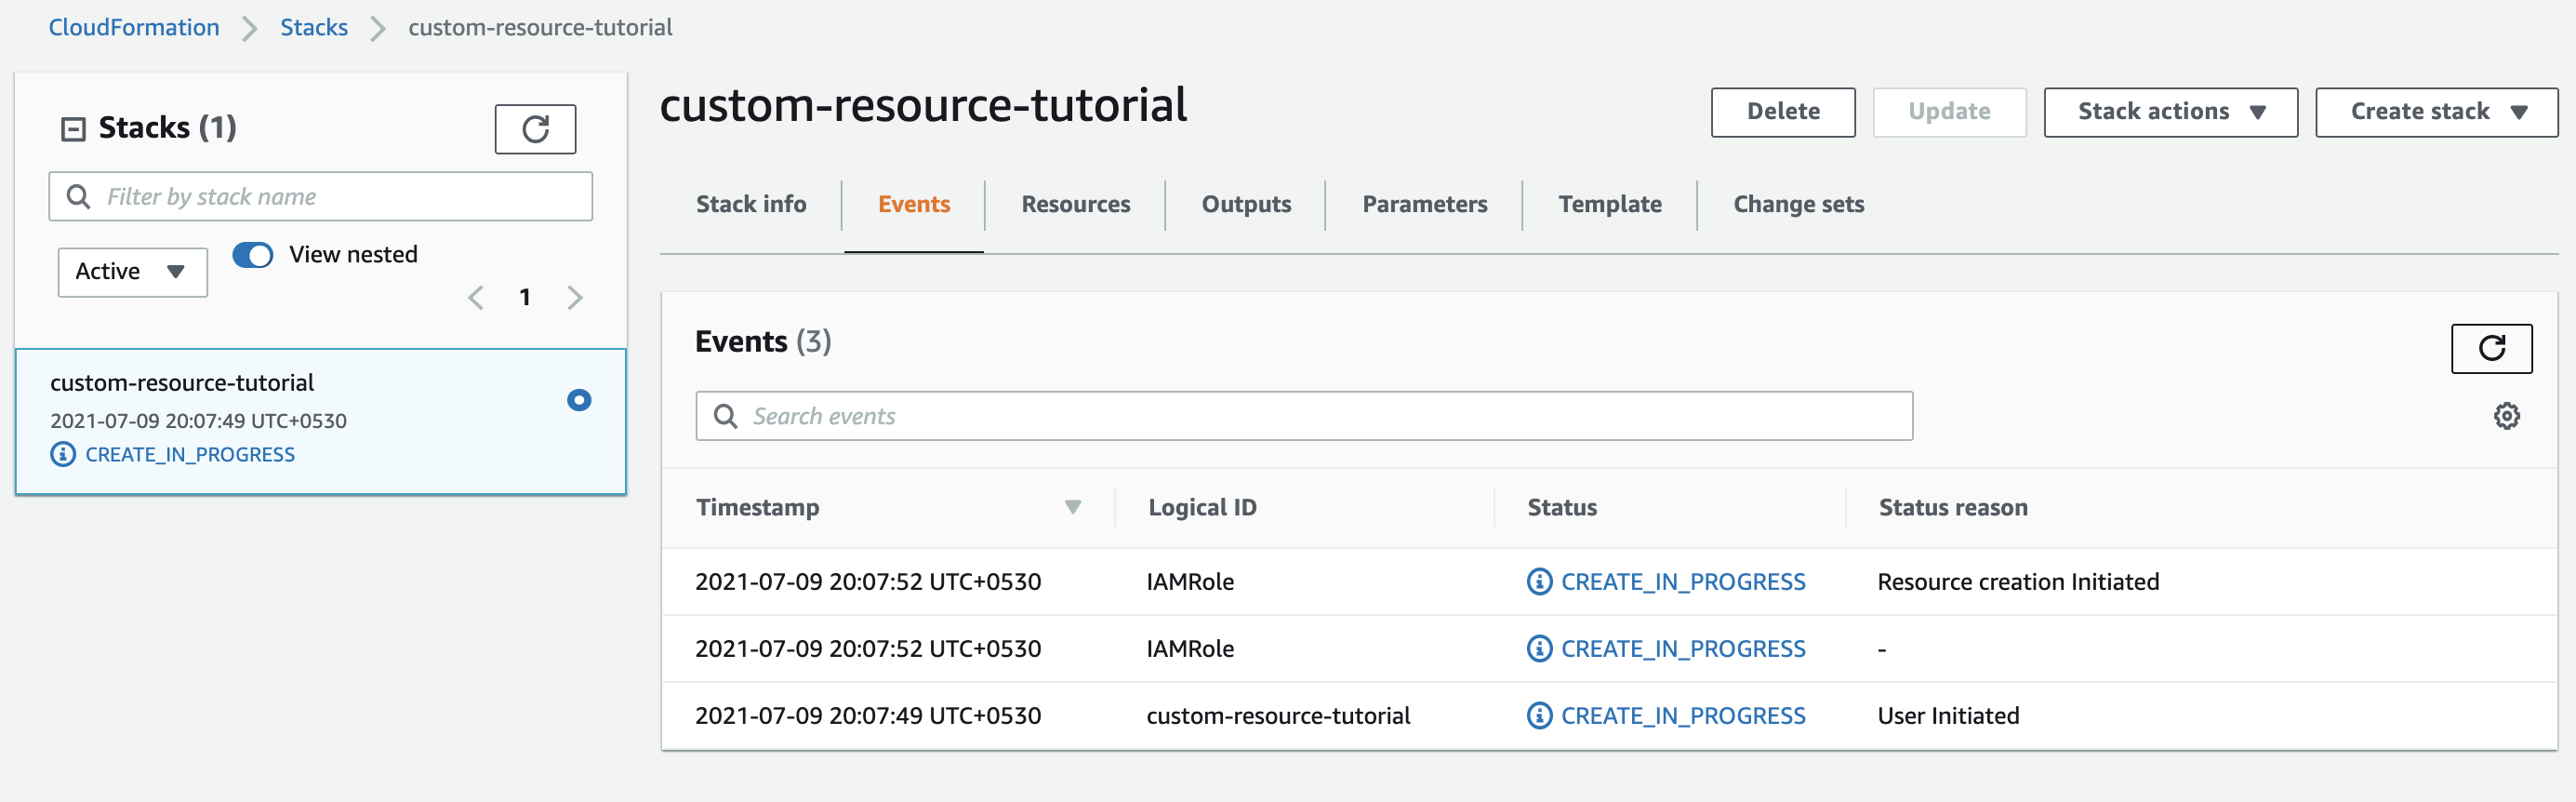 CloudFormation > Stacks > custom-resource-tutorial
Stacks (1)
Filter by stack name
Active
View nested
1
custom-resource-tutorial
2021-07-09 20:07:49 UTC+0530
CREATE_IN_PROGRESS
custom-resource-tutorial
Delete Update Stack actions Create stack
Stack info Events Resources Outputs Parameters Template Change sets
Events (3)
Search events
Timestamp Logical ID Status Status reason
2021-07-09 20:07:52 UTC+0530 IAMRole CREATE_IN_PROGRESS Resource creation Initiated
2021-07-09 20:07:52 UTC+0530 IAMRole CREATE_IN_PROGRESS -
2021-07-09 20:07:49 UTC+0530 custom-resource-tutorial CREATE_IN_PROGRESS User Initiated